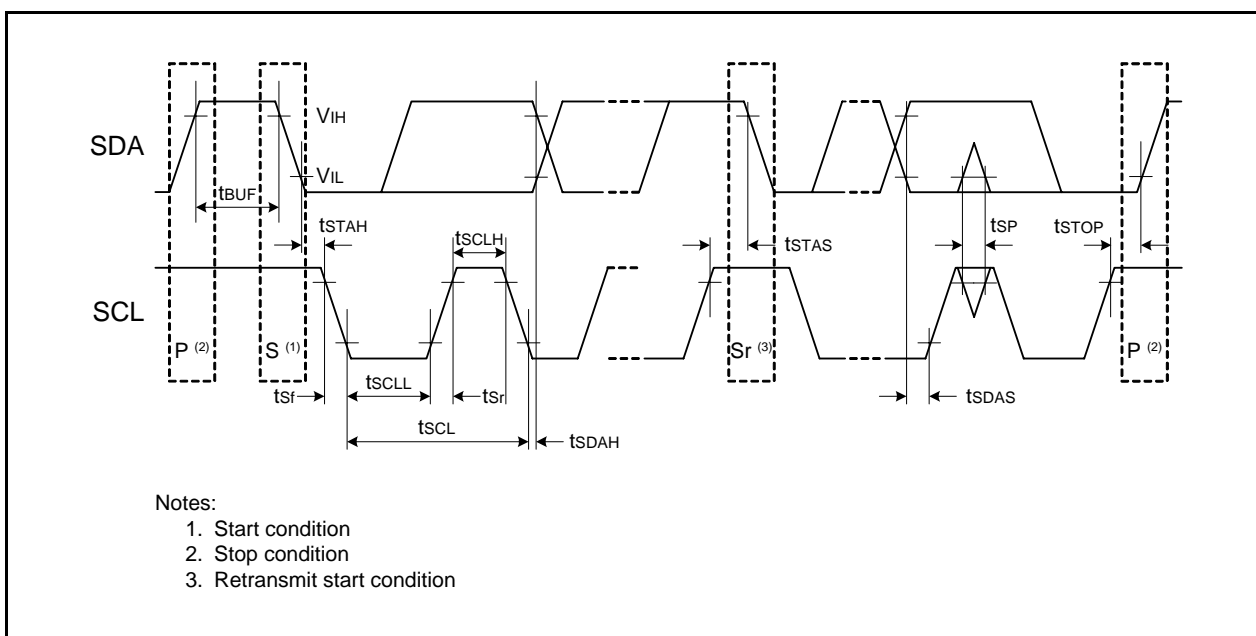 SDA
VIH
VIL
tBUF
tSTAH
tSCLH
tSTAS
tSP
tSTOP
SCL
P (2)
S (1)
Sr (3)
P (2)
tSf
tSCLL
tSr
tSDAS
tSCL
tSDAH
Notes:
1. Start condition
2. Stop condition
3. Retransmit start condition